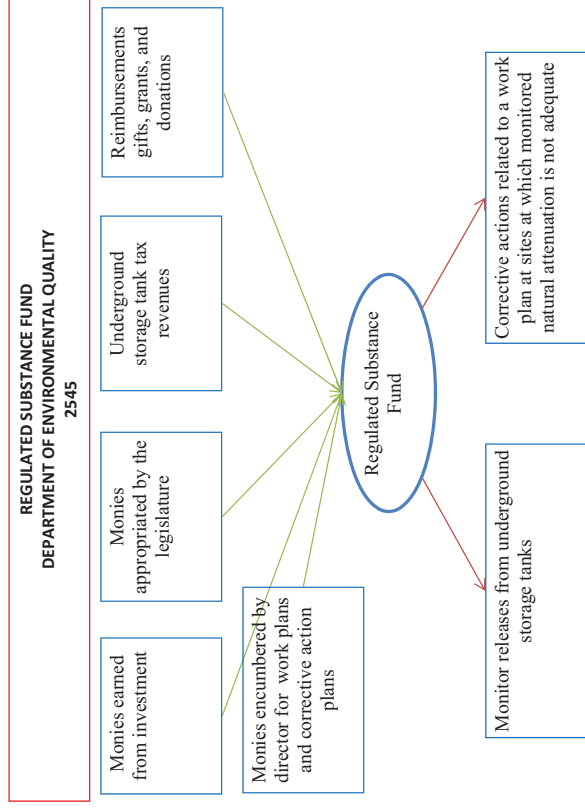 REGULATED SUBSTANCE FUND
DEPARTMENT OF ENVIRONMENTAL QUALITY
2545
Monies earned
from investment
Monies
appropriated by the
legislature
Underground
storage tank tax
revenues
Reimbursements
gifts, grants, and
donations
Monies encumbered by
director for work plans
and corrective action
plans
Regulated Substance
Fund
Monitor releases from underground
storage tanks
Corrective actions related to a work
plan at sites at which monitored
natural attenuation is not adequate